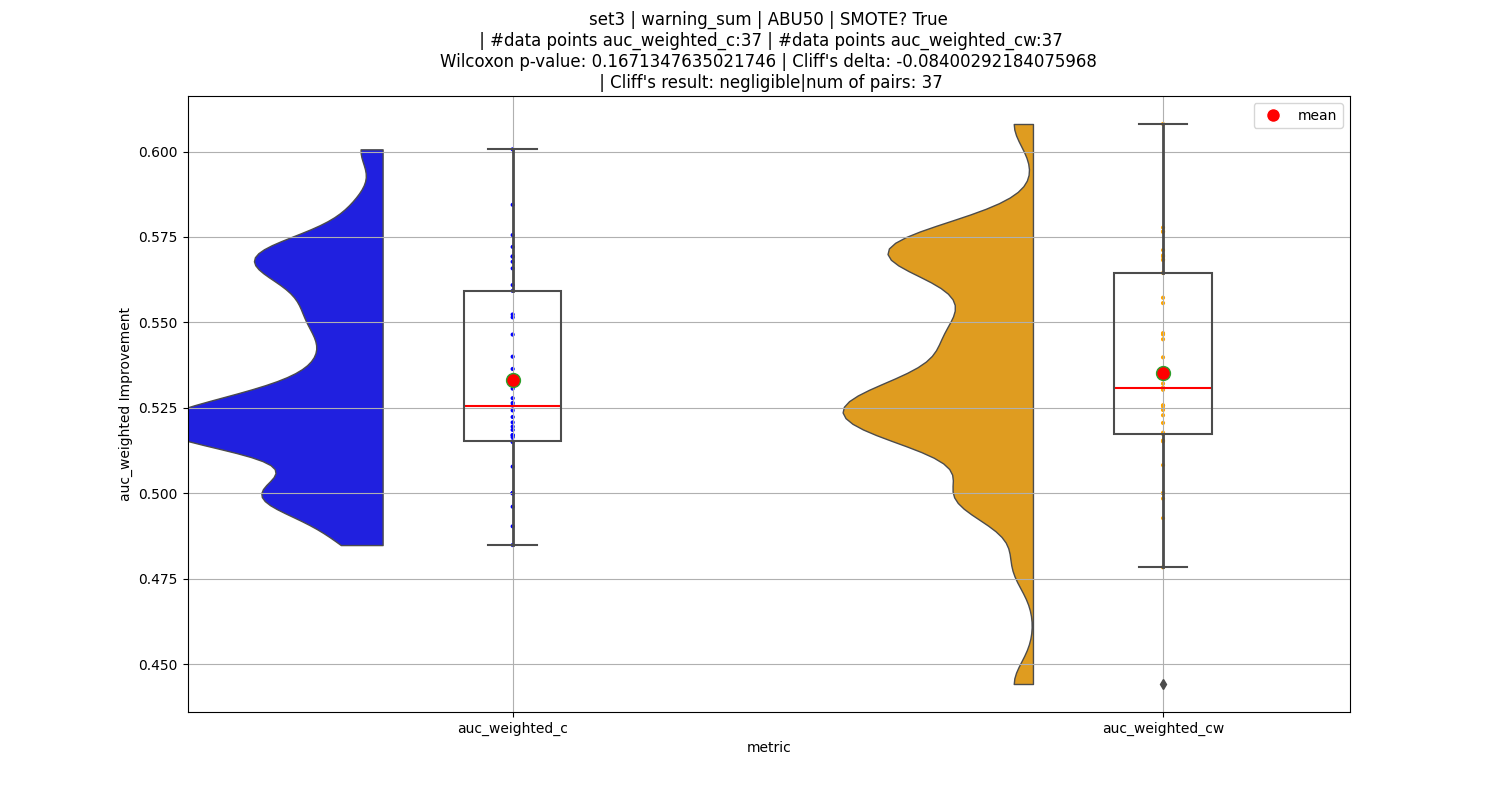 set3 | warning_sum | ABU50 | SMOTE? True
| #data points auc_weighted_c:37 | #data points auc_weighted_cw:37
Wilcoxon p-value: 0.1671347635021746 | Cliff's delta: -0.08400292184075968
| Cliff's result: negligible|num of pairs: 37
mean
0.600
0.575
0.550
0.525
0.500
0.475
0.450
auc_weighted Improvement
auc_weighted_c
auc_weighted_cw
metric